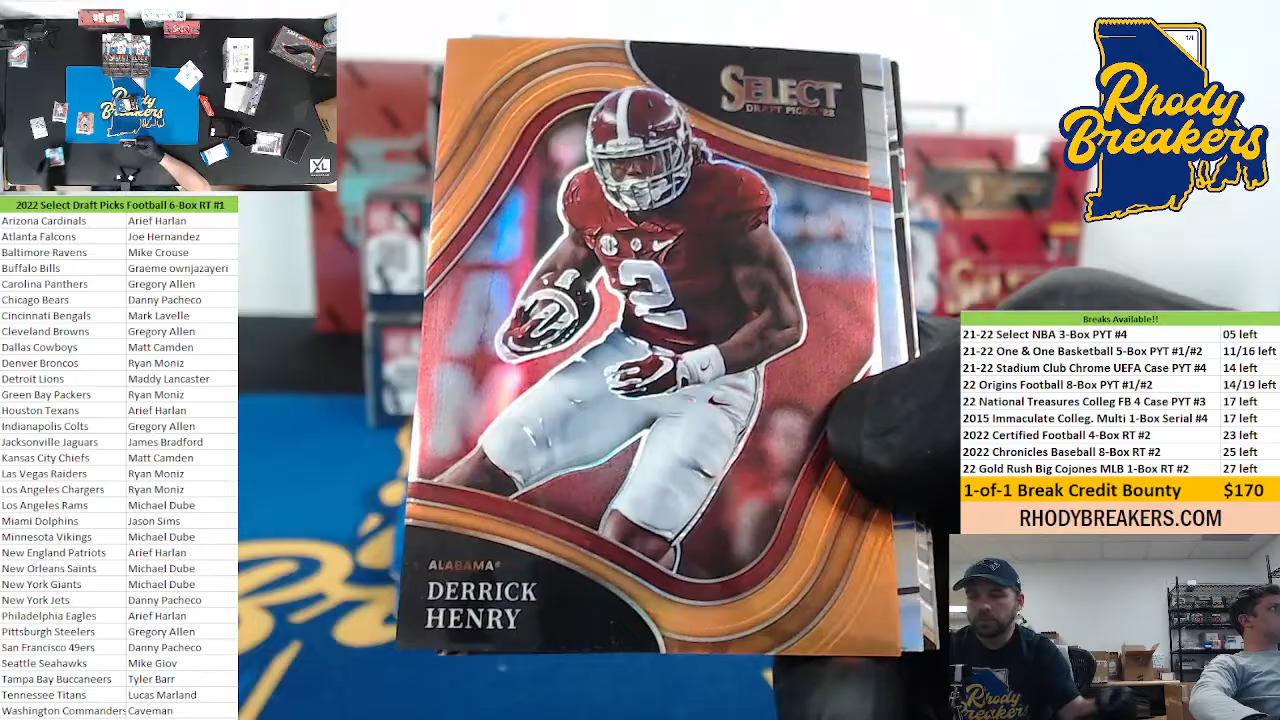 2022 Select Draft Picks Football 6-Box RT #1
Arizona Cardinals Arief Harlan
Atlanta Falcons Joe Hernandez
Baltimore Ravens Mike Crouse
Buffalo Bills Graeme ownjazayeri
Carolina Panthers Gregory Allen
Chicago Bears Danny Pacheco
Cincinnati Bengals Mark Lavelle
Cleveland Browns Gregory Allen
Dallas Cowboys Matt Camden
Denver Broncos Ryan Moniz
Detroit Lions Maddy Lancaster
Green Bay Packers Ryan Moniz
Houston Texans Arief Harlan
Indianapolis Colts Gregory Allen
Jacksonville Jaguars James Bradford
Kansas City Chiefs Matt Camden
Las Vegas Raiders Ryan Moniz
Los Angeles Chargers Ryan Moniz
Los Angeles Rams Michael Dube
Miami Dolphins Jason Sims
Minnesota Vikings Michael Dube
New England Patriots Arief Harlan
New Orleans Saints Michael Dube
New York Giants Michael Dube
New York Jets Danny Pacheco
Philadelphia Eagles Arief Harlan
Pittsburgh Steelers Gregory Allen
San Francisco 49ers Danny Pacheco
Seattle Seahawks Mike Giov
Tampa Bay Buccaneers Tyler Barr
Tennessee Titans Lucas Marland
Washington Commanders Caveman
Rhody
Breakers
XL
SELECT
DRAFT PICKS 22
2
ALABAMA
DERRICK
HENRY
1/1
Rhody
Breakers
Breaks Available!!
21-22 Select NBA 3-Box PYT #4 05 left
21-22 One & One Basketball 5-Box PYT #1/#2 11/16 left
21-22 Stadium Club Chrome UEFA Case PYT #4 14 left
22 Origins Football 8-Box PYT #1/#2 14/19 left
22 National Treasures Colleg FB 4 Case PYT #3 17 left
2015 Immaculate Colleg. Multi 1-Box Serial #4 17 left
2022 Certified Football 4-Box RT #2 23 left
2022 Chronicles Baseball 8-Box RT #2 25 left
22 Gold Rush Big Cojones MLB 1-Box RT #2 27 left
1-of-1 Break Credit Bounty $170
RHODYBREAKERS.COM
Rhody
Breakers